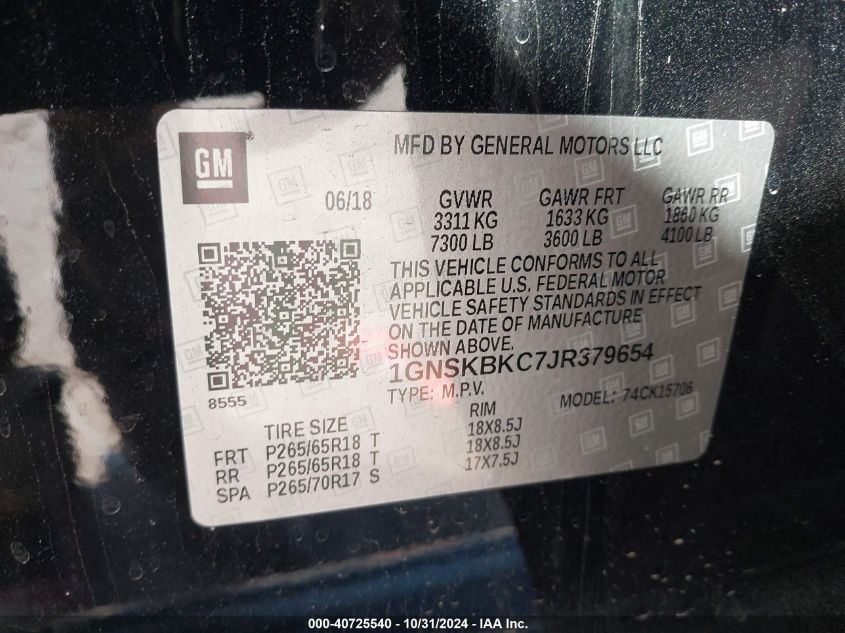 GM ®
MFD BY GENERAL MOTORS LLC
06/18 GVWR GAWR FRT GAWR RR
3311 KG 1633 KG 1860 KG
7300 LB 3600 LB 4100 LB
THIS VEHICLE CONFORMS TO ALL
APPLICABLE U.S. FEDERAL MOTOR
VEHICLE SAFETY STANDARDS IN EFFECT
ON THE DATE OF MANUFACTURE
SHOWN ABOVE.
1GNSKBKC7JR379654
TYPE: M.P.V. MODEL: 74CK15706
8555
TIRE SIZE RIM
FRT P265/65R18 T 18X8.5J
RR P265/65R18 T 18X8.5J
SPA P265/70R17 S 17X7.5J
000-40725540 - 10/31/2024 - IAA Inc.